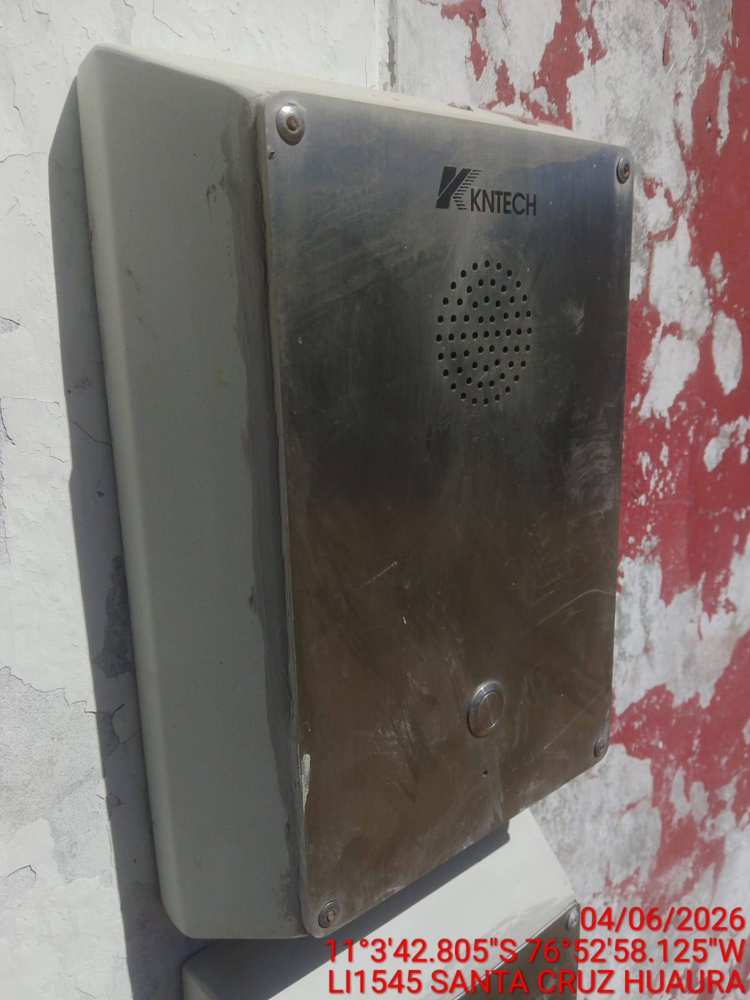 KNTECH
04/06/2026
11°3'42.805"S 76°52'58.125"W
LI1545 SANTA CRUZ HUAURA